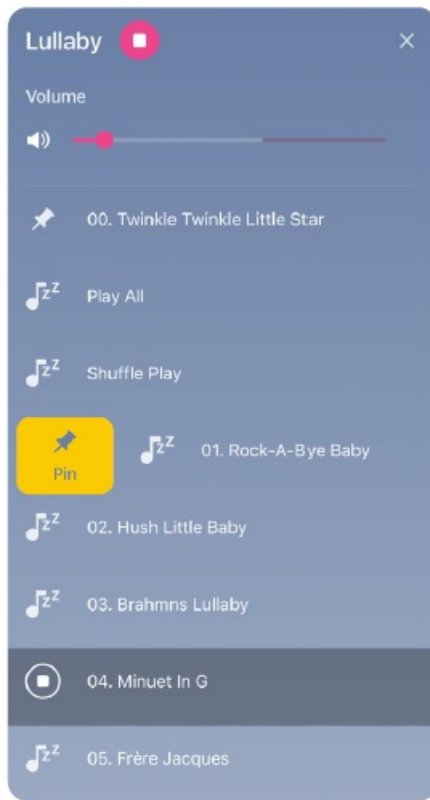 Lullaby
Volume
00. Twinkle Twinkle Little Star
Play All
Shuffle Play
Pin
01. Rock-A-Bye Baby
02. Hush Little Baby
03. Brahmns Lullaby
04. Minuet In G
05. Frère Jacques